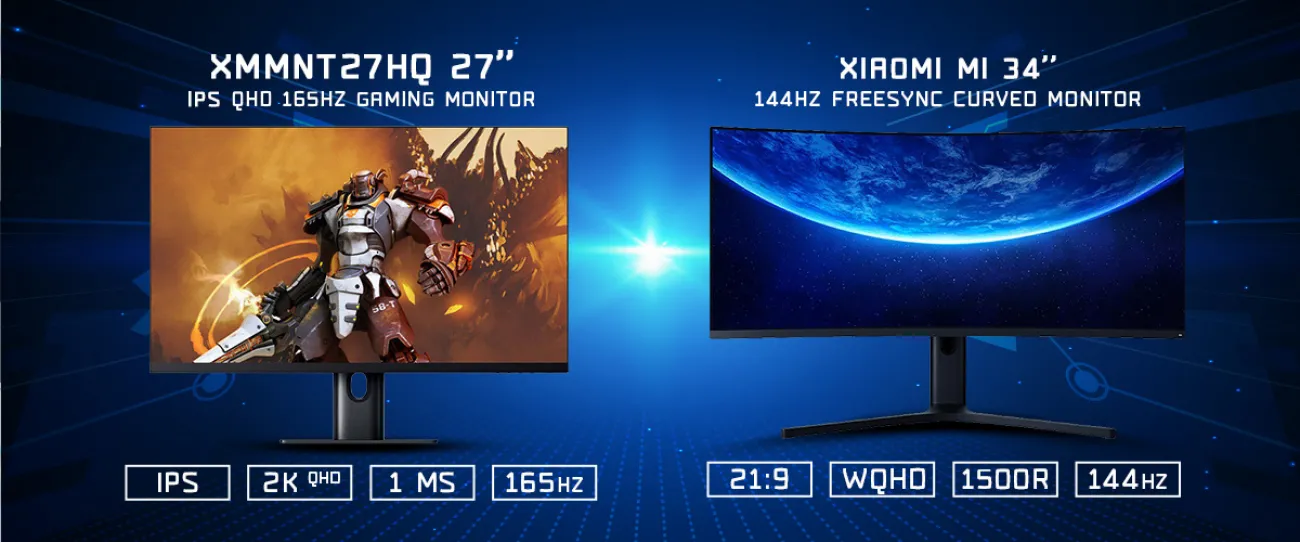 XMMNT27HQ 27”
IPS QHD 165HZ GAMING MONITOR
58-T
IPS
2K QHD
1 MS
165HZ
XIAOMI MI 34”
144HZ FREESYNC CURVED MONITOR
21:9
WQHD
1500R
144HZ